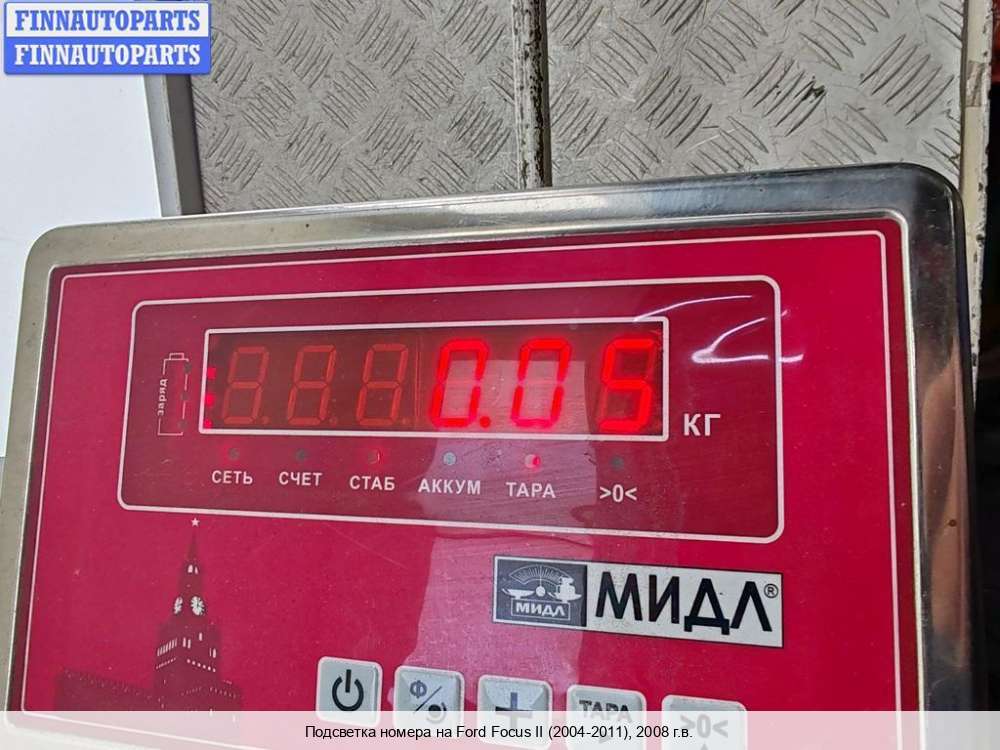 FINNAUTOPARTS
FINNAUTOPARTS
заряд
0.05
КГ
СЕТЬ СЧЕТ СТАБ АККУМ ТАРА >0<
МИДЛ
МИДЛ®
Ф
ТАРА
>0<
Подсветка номера на Ford Focus II (2004-2011), 2008 г.в.